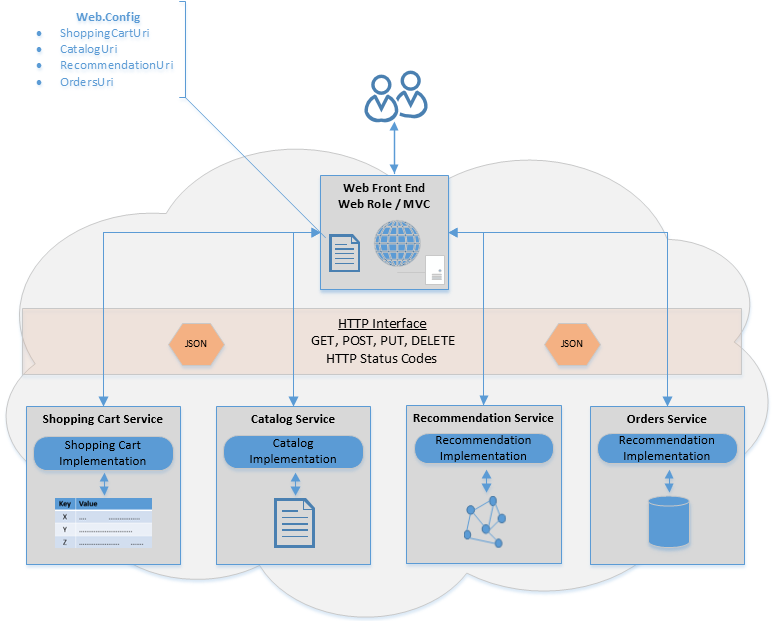 Web.Config
• ShoppingCartUri
• CatalogUri
• RecommendationUri
• OrdersUri
Web Front End
Web Role / MVC
HTTP Interface
GET, POST, PUT, DELETE
HTTP Status Codes
JSON
JSON
Shopping Cart Service
Shopping Cart
Implementation
Key Value
X .... ....................
Y ..................................
Z .......................... ........
Catalog Service
Catalog
Implementation
Recommendation Service
Recommendation
Implementation
Orders Service
Recommendation
Implementation